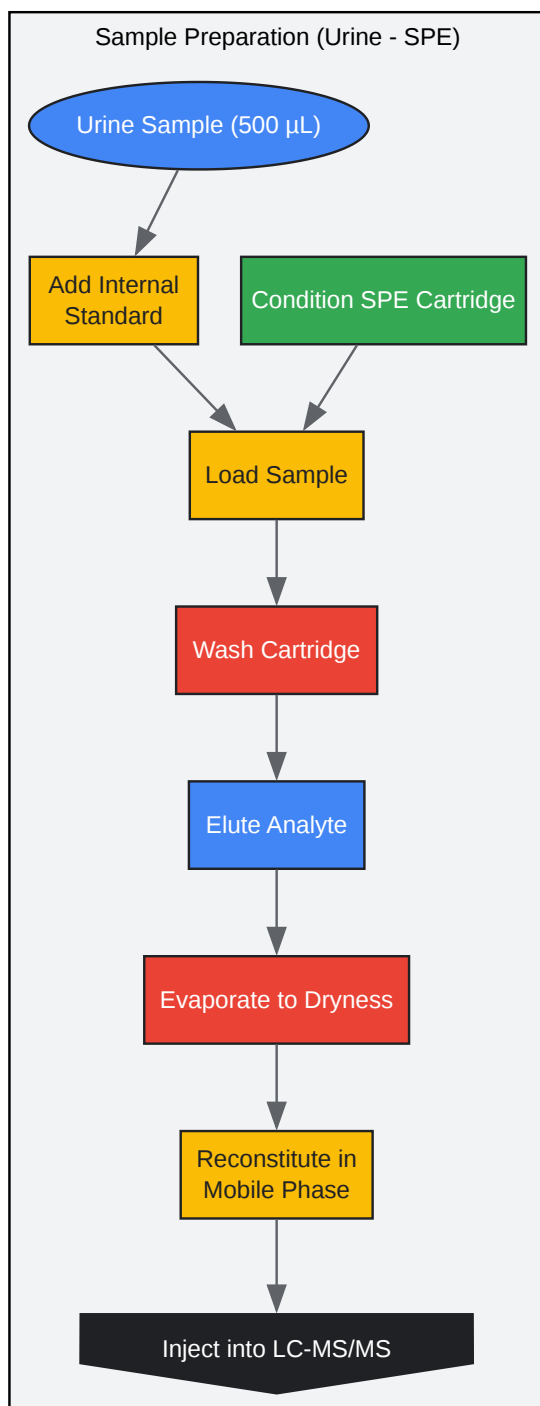 Sample Preparation (Urine - SPE)
Urine Sample (500 µL)
Add Internal
Standard
Condition SPE Cartridge
Load Sample
Wash Cartridge
Elute Analyte
Evaporate to Dryness
Reconstitute in
Mobile Phase
Inject into LC-MS/MS